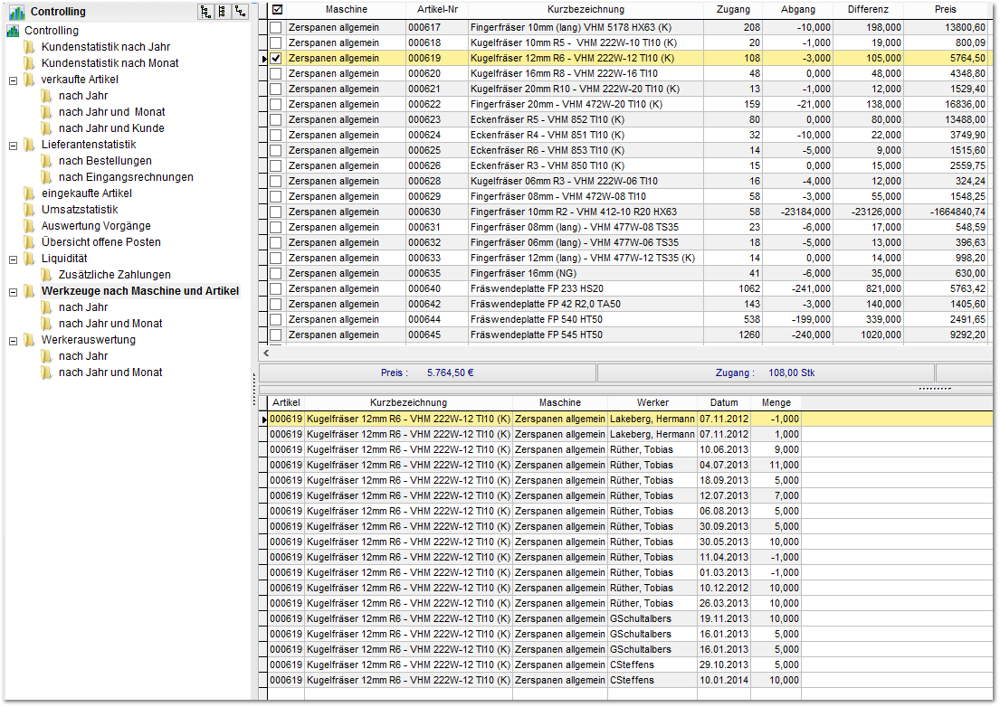 Controlling
Controlling
Kundenstatistik nach Jahr
Kundenstatistik nach Monat
verkaufte Artikel
nach Jahr
nach Jahr und  Monat
nach Jahr und Kunde
Lieferantenstatistik
nach Bestellungen
nach Eingangsrechnungen
eingekaufte Artikel
Umsatzstatistik
Auswertung Vorgänge
Übersicht offene Posten
Liquidität
Zusätzliche Zahlungen
Werkzeuge nach Maschine und Artikel
nach Jahr
nach Jahr und Monat
Werkerauswertung
nach Jahr
nach Jahr und Monat
Maschine Artikel-Nr Kurzbezeichnung Zugang Abgang Differenz Preis
Zerspanen allgemein 000617 Fingerfräser 10mm (lang) VHM 5178 HX63 (K) 208 -10,000 198,000 13800,60
Zerspanen allgemein 000618 Kugelfräser 10mm R5 -  VHM 222W-10 TI10 (K) 20 -1,000 19,000 800,09
Zerspanen allgemein 000619 Kugelfräser 12mm R6 - VHM 222W-12 TI10 (K) 108 -3,000 105,000 5764,50
Zerspanen allgemein 000620 Kugelfräser 16mm R8 - VHM 222W-16 TI10 48 0,000 48,000 4348,80
Zerspanen allgemein 000621 Kugelfräser 20mm R10 - VHM 222W-20 TI10 (K) 13 -1,000 12,000 1529,40
Zerspanen allgemein 000622 Fingerfräser 20mm - VHM 472W-20 TI10 (K) 159 -21,000 138,000 16836,00
Zerspanen allgemein 000623 Eckenfräser R5 - VHM 852 TI10 (K) 80 0,000 80,000 13488,00
Zerspanen allgemein 000624 Eckenfräser R4 - VHM 851 TI10 (K) 32 -10,000 22,000 3749,90
Zerspanen allgemein 000625 Eckenfräser R6 - VHM 853 TI10 (K) 14 -5,000 9,000 1515,60
Zerspanen allgemein 000626 Eckenfräser R3 - VHM 850 TI10 (K) 15 0,000 15,000 2559,75
Zerspanen allgemein 000628 Kugelfräser 06mm R3 - VHM 222W-06 TI10 16 -4,000 12,000 324,24
Zerspanen allgemein 000629 Fingerfräser 08mm - VHM 472W-08 TI10 58 -3,000 55,000 1548,25
Zerspanen allgemein 000630 Fingerfräser 10mm R2 - VHM 412-10 R20 HX63 58 -23184,000 -23126,000 -1664840,74
Zerspanen allgemein 000631 Fingerfräser 08mm (lang) - VHM 477W-08 TS35 23 -6,000 17,000 548,59
Zerspanen allgemein 000632 Fingerfräser 06mm (lang) - VHM 477W-06 TS35 18 -5,000 13,000 396,63
Zerspanen allgemein 000633 Fingerfräser 12mm (lang) - VHM 477W-12 TS35 (K) 14 0,000 14,000 998,20
Zerspanen allgemein 000635 Fingerfräser 16mm (NG) 41 -6,000 35,000 630,00
Zerspanen allgemein 000640 Fräswendeplatte FP 233 HS20 1062 -241,000 821,000 5763,42
Zerspanen allgemein 000642 Fräswendeplatte FP 42 R2,0 TA50 143 -3,000 140,000 1405,60
Zerspanen allgemein 000644 Fräswendeplatte FP 540 HT50 538 -199,000 339,000 2491,65
Zerspanen allgemein 000645 Fräswendeplatte FP 545 HT50 1260 -240,000 1020,000 9292,20
Preis :   5.764,50 € Zugang :   108,00 Stk
Artikel Kurzbezeichnung Maschine Werker Datum Menge
000619 Kugelfräser 12mm R6 - VHM 222W-12 TI10 (K) Zerspanen allgemein Lakeberg, Hermann 07.11.2012 -1,000
000619 Kugelfräser 12mm R6 - VHM 222W-12 TI10 (K) Zerspanen allgemein Lakeberg, Hermann 07.11.2012 1,000
000619 Kugelfräser 12mm R6 - VHM 222W-12 TI10 (K) Zerspanen allgemein Rüther, Tobias 10.06.2013 9,000
000619 Kugelfräser 12mm R6 - VHM 222W-12 TI10 (K) Zerspanen allgemein Rüther, Tobias 04.07.2013 11,000
000619 Kugelfräser 12mm R6 - VHM 222W-12 TI10 (K) Zerspanen allgemein Rüther, Tobias 18.09.2013 5,000
000619 Kugelfräser 12mm R6 - VHM 222W-12 TI10 (K) Zerspanen allgemein Rüther, Tobias 12.07.2013 7,000
000619 Kugelfräser 12mm R6 - VHM 222W-12 TI10 (K) Zerspanen allgemein Rüther, Tobias 06.08.2013 5,000
000619 Kugelfräser 12mm R6 - VHM 222W-12 TI10 (K) Zerspanen allgemein Rüther, Tobias 30.09.2013 5,000
000619 Kugelfräser 12mm R6 - VHM 222W-12 TI10 (K) Zerspanen allgemein Rüther, Tobias 30.05.2013 10,000
000619 Kugelfräser 12mm R6 - VHM 222W-12 TI10 (K) Zerspanen allgemein Rüther, Tobias 11.04.2013 -1,000
000619 Kugelfräser 12mm R6 - VHM 222W-12 TI10 (K) Zerspanen allgemein Rüther, Tobias 01.03.2013 -1,000
000619 Kugelfräser 12mm R6 - VHM 222W-12 TI10 (K) Zerspanen allgemein Rüther, Tobias 10.12.2012 10,000
000619 Kugelfräser 12mm R6 - VHM 222W-12 TI10 (K) Zerspanen allgemein Rüther, Tobias 26.03.2013 10,000
000619 Kugelfräser 12mm R6 - VHM 222W-12 TI10 (K) Zerspanen allgemein GSchultalbers 19.11.2013 10,000
000619 Kugelfräser 12mm R6 - VHM 222W-12 TI10 (K) Zerspanen allgemein GSchultalbers 16.01.2013 5,000
000619 Kugelfräser 12mm R6 - VHM 222W-12 TI10 (K) Zerspanen allgemein GSchultalbers 16.01.2013 5,000
000619 Kugelfräser 12mm R6 - VHM 222W-12 TI10 (K) Zerspanen allgemein CSteffens 29.10.2013 5,000
000619 Kugelfräser 12mm R6 - VHM 222W-12 TI10 (K) Zerspanen allgemein CSteffens 10.01.2014 10,000